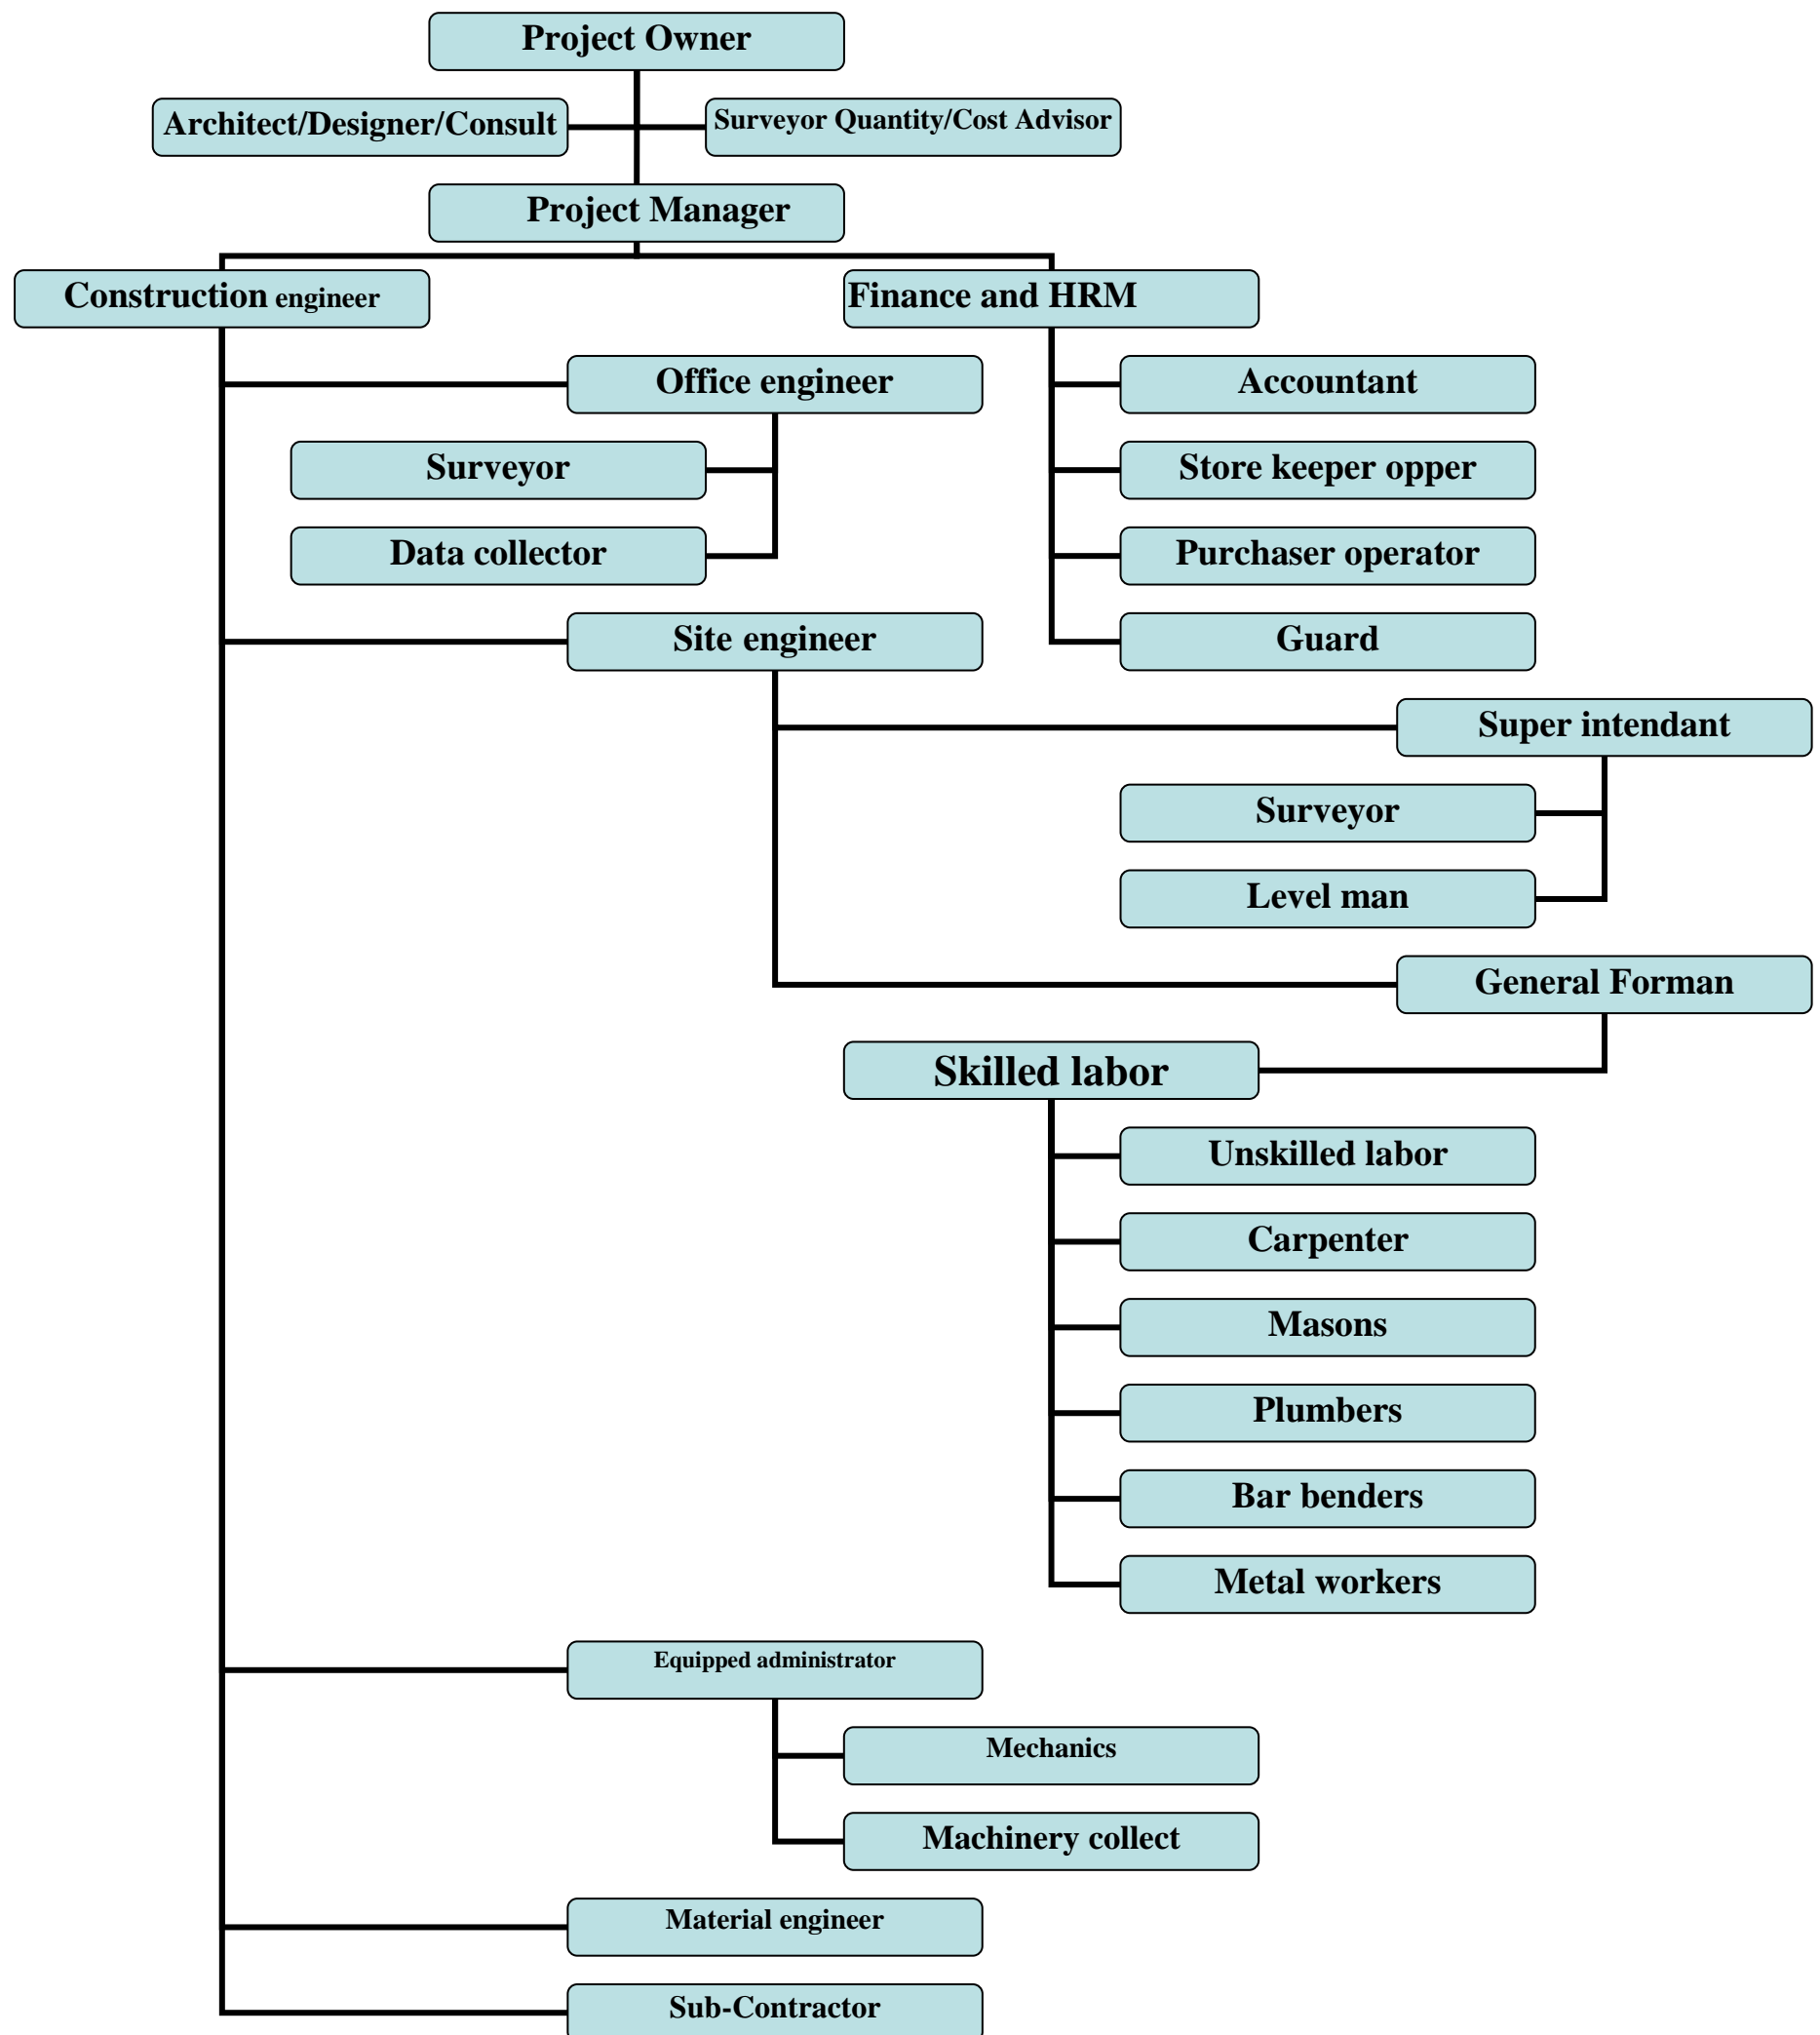 Project Owner
Architect/Designer/Consult
Surveyor Quantity/Cost Advisor
Project Manager
Construction engineer
Finance and HRM
Office engineer
Accountant
Surveyor
Store keeper opper
Data collector
Purchaser operator
Site engineer
Guard
Super intendant
Surveyor
Level man
General Forman
Skilled labor
Unskilled labor
Carpenter
Masons
Plumbers
Bar benders
Metal workers
Equipped administrator
Mechanics
Machinery collect
Material engineer
Sub-Contractor